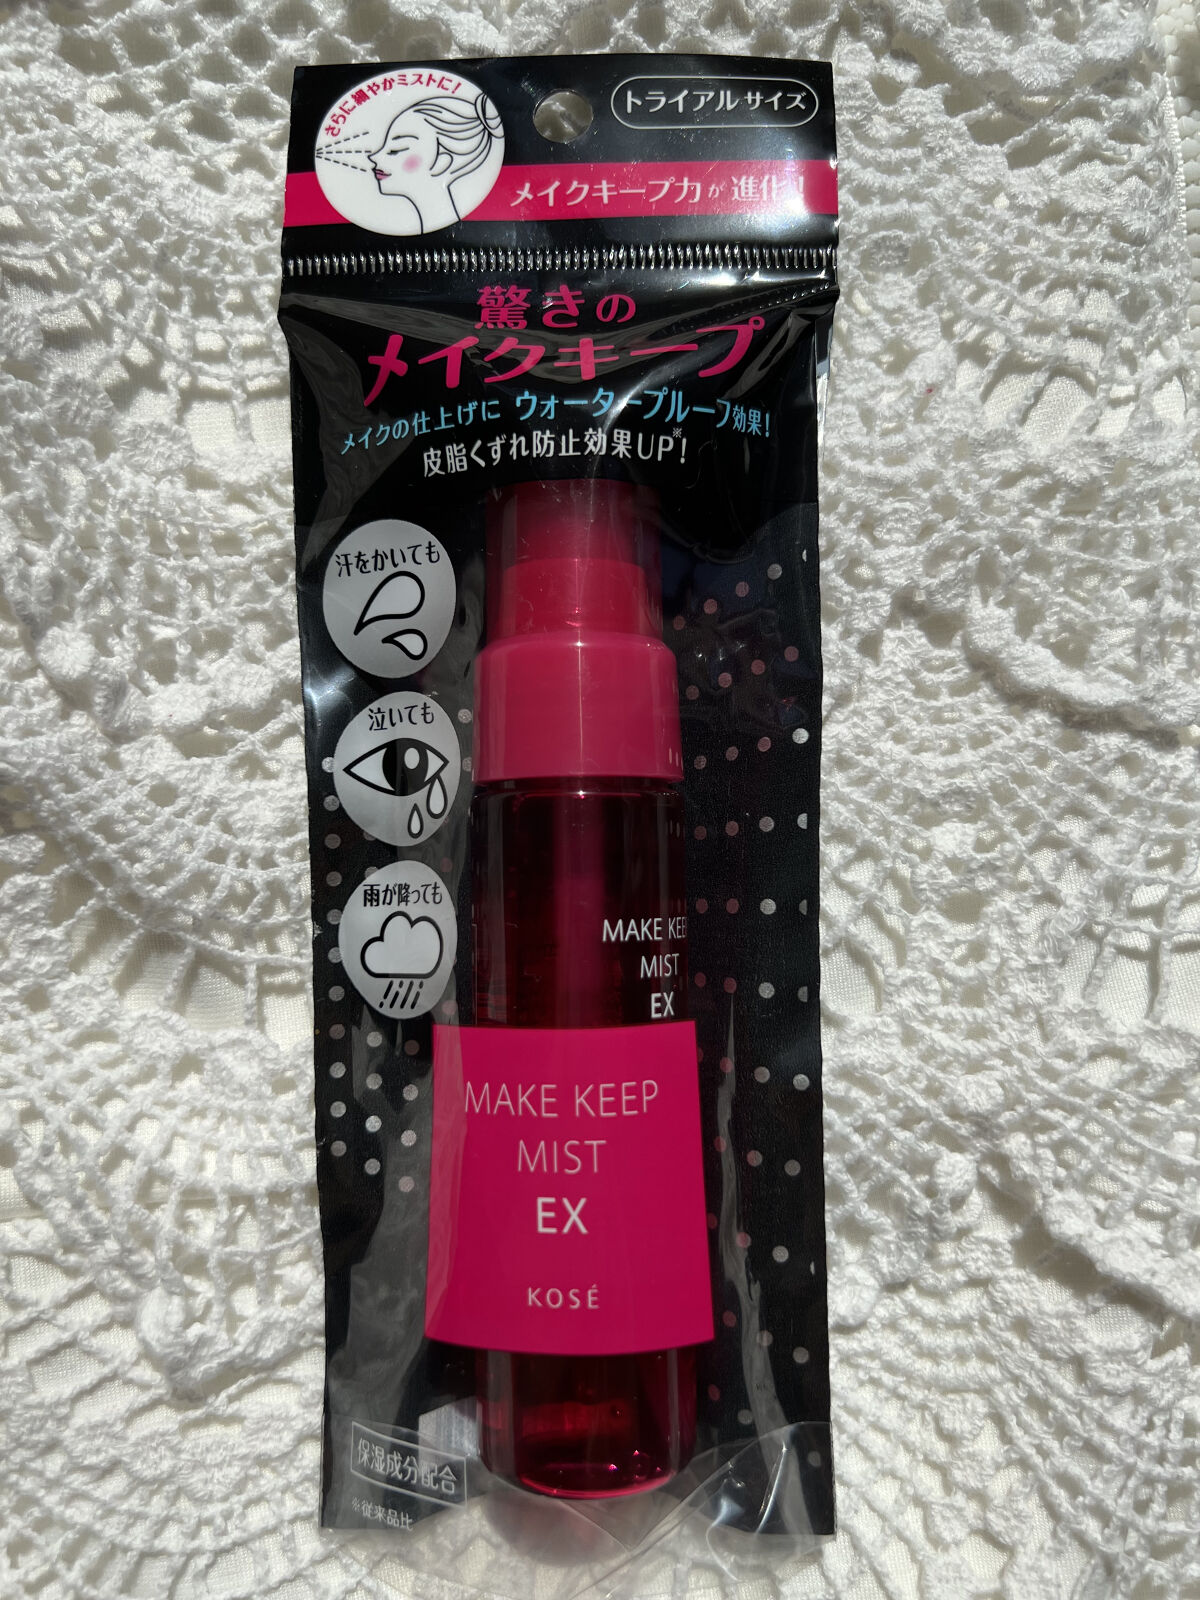 さらに細やかミストに!
トライアルサイズ
メイクキープ力が進化!
驚きの
メイクキープ
メイクの仕上げに ウォータープルーフ効果!
皮脂くずれ防止効果UP※!
汗をかいても
泣いても
雨が降っても
MAKE KEE
MIST
EX
MAKE KEEP
MIST
EX
KOSÉ
保湿成分配合
※従来品比